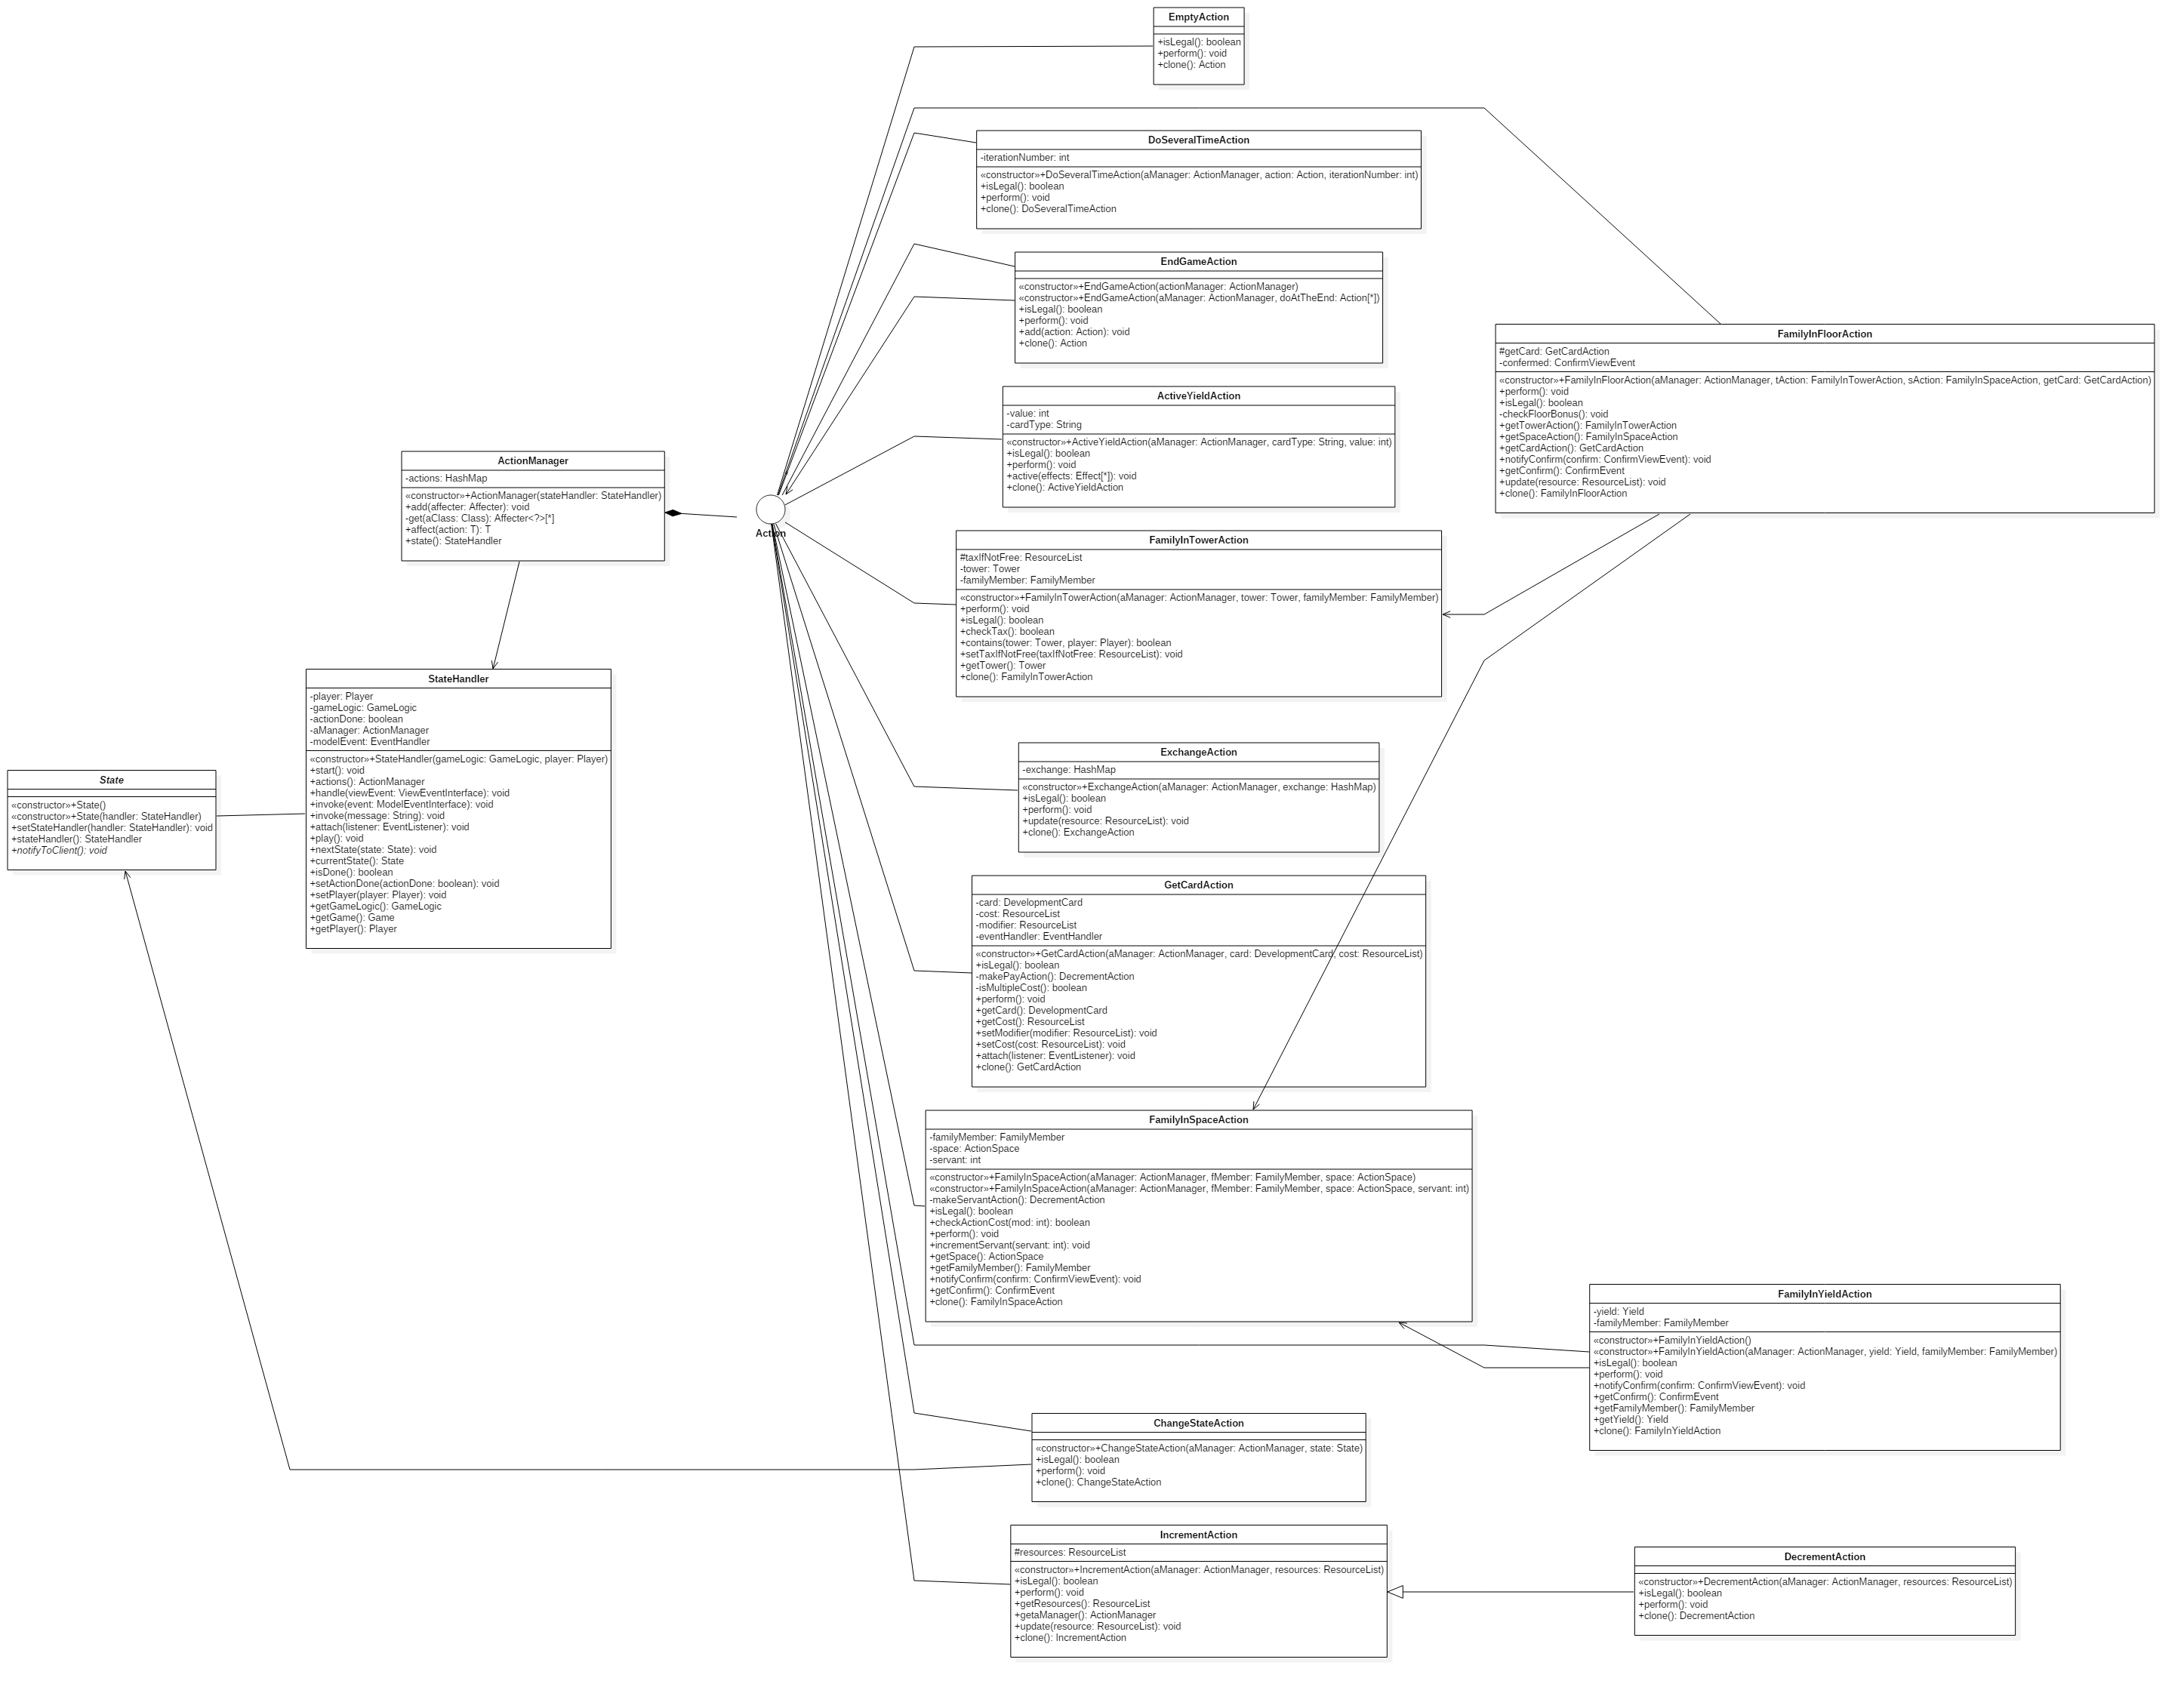 EmptyAction
+isLegal(): boolean
+perform(): void
+clone(): Action
DoSeveralTimeAction
-iterationNumber: int
«constructor»+DoSeveralTimeAction(aManager: ActionManager, action: Action, iterationNumber: int)
+isLegal(): boolean
+perform(): void
+clone(): DoSeveralTimeAction
EndGameAction
«constructor»+EndGameAction(actionManager: ActionManager)
«constructor»+EndGameAction(aManager: ActionManager, doAtTheEnd: Action[*])
+isLegal(): boolean
+perform(): void
+add(action: Action): void
+clone(): Action
FamilyInFloorAction
#getCard: GetCardAction
-confermed: ConfirmViewEvent
«constructor»+FamilyInFloorAction(aManager: ActionManager, tAction: FamilyInTowerAction, sAction: FamilyInSpaceAction, getCard: GetCardAction)
+perform(): void
+isLegal(): boolean
-checkFloorBonus(): void
+getTowerAction(): FamilyInTowerAction
+getSpaceAction(): FamilyInSpaceAction
+getCardAction(): GetCardAction
+notifyConfirm(confirm: ConfirmViewEvent): void
+getConfirm(): ConfirmEvent
+update(resource: ResourceList): void
+clone(): FamilyInFloorAction
ActiveYieldAction
-value: int
-cardType: String
«constructor»+ActiveYieldAction(aManager: ActionManager, cardType: String, value: int)
+isLegal(): boolean
+perform(): void
+active(effects: Effect[*]): void
+clone(): ActiveYieldAction
ActionManager
-actions: HashMap
«constructor»+ActionManager(stateHandler: StateHandler)
+add(affecter: Affecter): void
-get(aClass: Class): Affecter<?>[*]
+affect(action: T): T
+state(): StateHandler
Action
FamilyInTowerAction
#taxIfNotFree: ResourceList
-tower: Tower
-familyMember: FamilyMember
«constructor»+FamilyInTowerAction(aManager: ActionManager, tower: Tower, familyMember: FamilyMember)
+perform(): void
+isLegal(): boolean
+checkTax(): boolean
+contains(tower: Tower, player: Player): boolean
+setTaxIfNotFree(taxIfNotFree: ResourceList): void
+getTower(): Tower
+clone(): FamilyInTowerAction
StateHandler
-player: Player
-gameLogic: GameLogic
-actionDone: boolean
-aManager: ActionManager
-modelEvent: EventHandler
«constructor»+StateHandler(gameLogic: GameLogic, player: Player)
+start(): void
+actions(): ActionManager
+handle(viewEvent: ViewEventInterface): void
+invoke(event: ModelEventInterface): void
+invoke(message: String): void
+attach(listener: EventListener): void
+play(): void
+nextState(state: State): void
+currentState(): State
+isDone(): boolean
+setActionDone(actionDone: boolean): void
+setPlayer(player: Player): void
+getGameLogic(): GameLogic
+getGame(): Game
+getPlayer(): Player
State
«constructor»+State()
«constructor»+State(handler: StateHandler)
+setStateHandler(handler: StateHandler): void
+stateHandler(): StateHandler
+notifyToClient(): void
ExchangeAction
-exchange: HashMap
«constructor»+ExchangeAction(aManager: ActionManager, exchange: HashMap)
+isLegal(): boolean
+perform(): void
+update(resource: ResourceList): void
+clone(): ExchangeAction
GetCardAction
-card: DevelopmentCard
-cost: ResourceList
-modifier: ResourceList
-eventHandler: EventHandler
«constructor»+GetCardAction(aManager: ActionManager, card: DevelopmentCard, cost: ResourceList)
+isLegal(): boolean
-makePayAction(): DecrementAction
-isMultipleCost(): boolean
+perform(): void
+getCard(): DevelopmentCard
+getCost(): ResourceList
+setModifier(modifier: ResourceList): void
+setCost(cost: ResourceList): void
+attach(listener: EventListener): void
+clone(): GetCardAction
FamilyInSpaceAction
-familyMember: FamilyMember
-space: ActionSpace
-servant: int
«constructor»+FamilyInSpaceAction(aManager: ActionManager, fMember: FamilyMember, space: ActionSpace)
«constructor»+FamilyInSpaceAction(aManager: ActionManager, fMember: FamilyMember, space: ActionSpace, servant: int)
-makeServantAction(): DecrementAction
+isLegal(): boolean
+checkActionCost(mod: int): boolean
+perform(): void
+incrementServant(servant: int): void
+getSpace(): ActionSpace
+getFamilyMember(): FamilyMember
+notifyConfirm(confirm: ConfirmViewEvent): void
+getConfirm(): ConfirmEvent
+clone(): FamilyInSpaceAction
FamilyInYieldAction
-yield: Yield
-familyMember: FamilyMember
«constructor»+FamilyInYieldAction()
«constructor»+FamilyInYieldAction(aManager: ActionManager, yield: Yield, familyMember: FamilyMember)
+isLegal(): boolean
+perform(): void
+notifyConfirm(confirm: ConfirmViewEvent): void
+getConfirm(): ConfirmEvent
+getFamilyMember(): FamilyMember
+getYield(): Yield
+clone(): FamilyInYieldAction
ChangeStateAction
«constructor»+ChangeStateAction(aManager: ActionManager, state: State)
+isLegal(): boolean
+perform(): void
+clone(): ChangeStateAction
IncrementAction
#resources: ResourceList
«constructor»+IncrementAction(aManager: ActionManager, resources: ResourceList)
+isLegal(): boolean
+perform(): void
+getResources(): ResourceList
+getaManager(): ActionManager
+update(resource: ResourceList): void
+clone(): IncrementAction
DecrementAction
«constructor»+DecrementAction(aManager: ActionManager, resources: ResourceList)
+isLegal(): boolean
+perform(): void
+clone(): DecrementAction